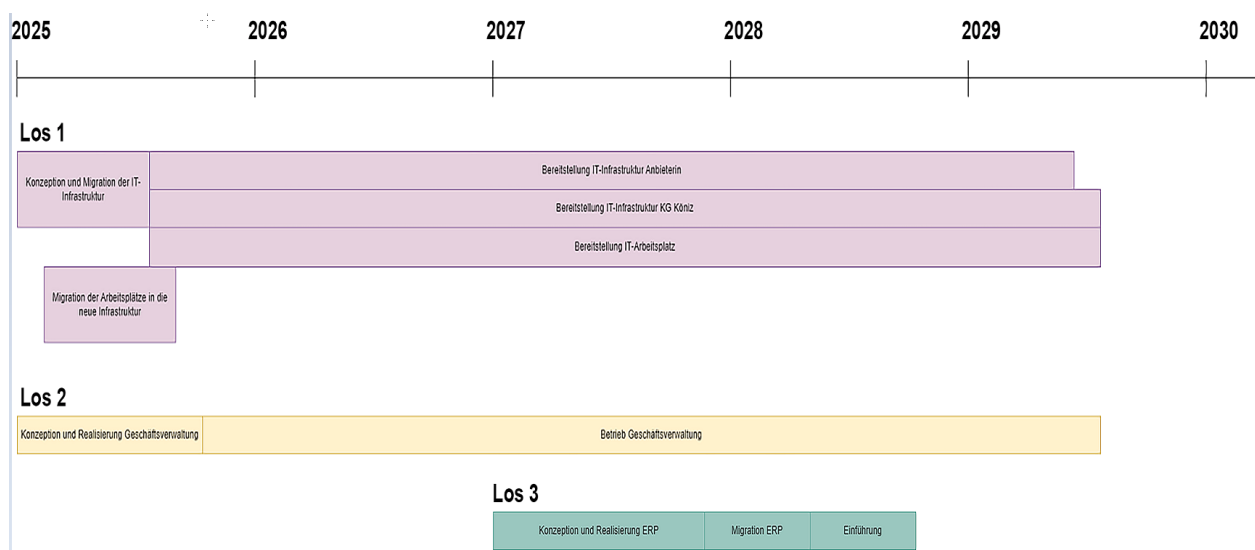 2025 2026 2027 2028 2029 2030
Los 1
Konzeption und Migration der IT-
Infrastruktur
Bereitstellung IT-Infrastruktur Anbieterin
Bereitstellung IT-Infrastruktur KG Köniz
Bereitstellung IT-Arbeitsplatz
Migration der Arbeitsplätze in die
neue Infrastruktur
Los 2
Konzeption und Realisierung Geschäftsverwaltung
Betrieb Geschäftsverwaltung
Los 3
Konzeption und Realisierung ERP
Migration ERP
Einführung